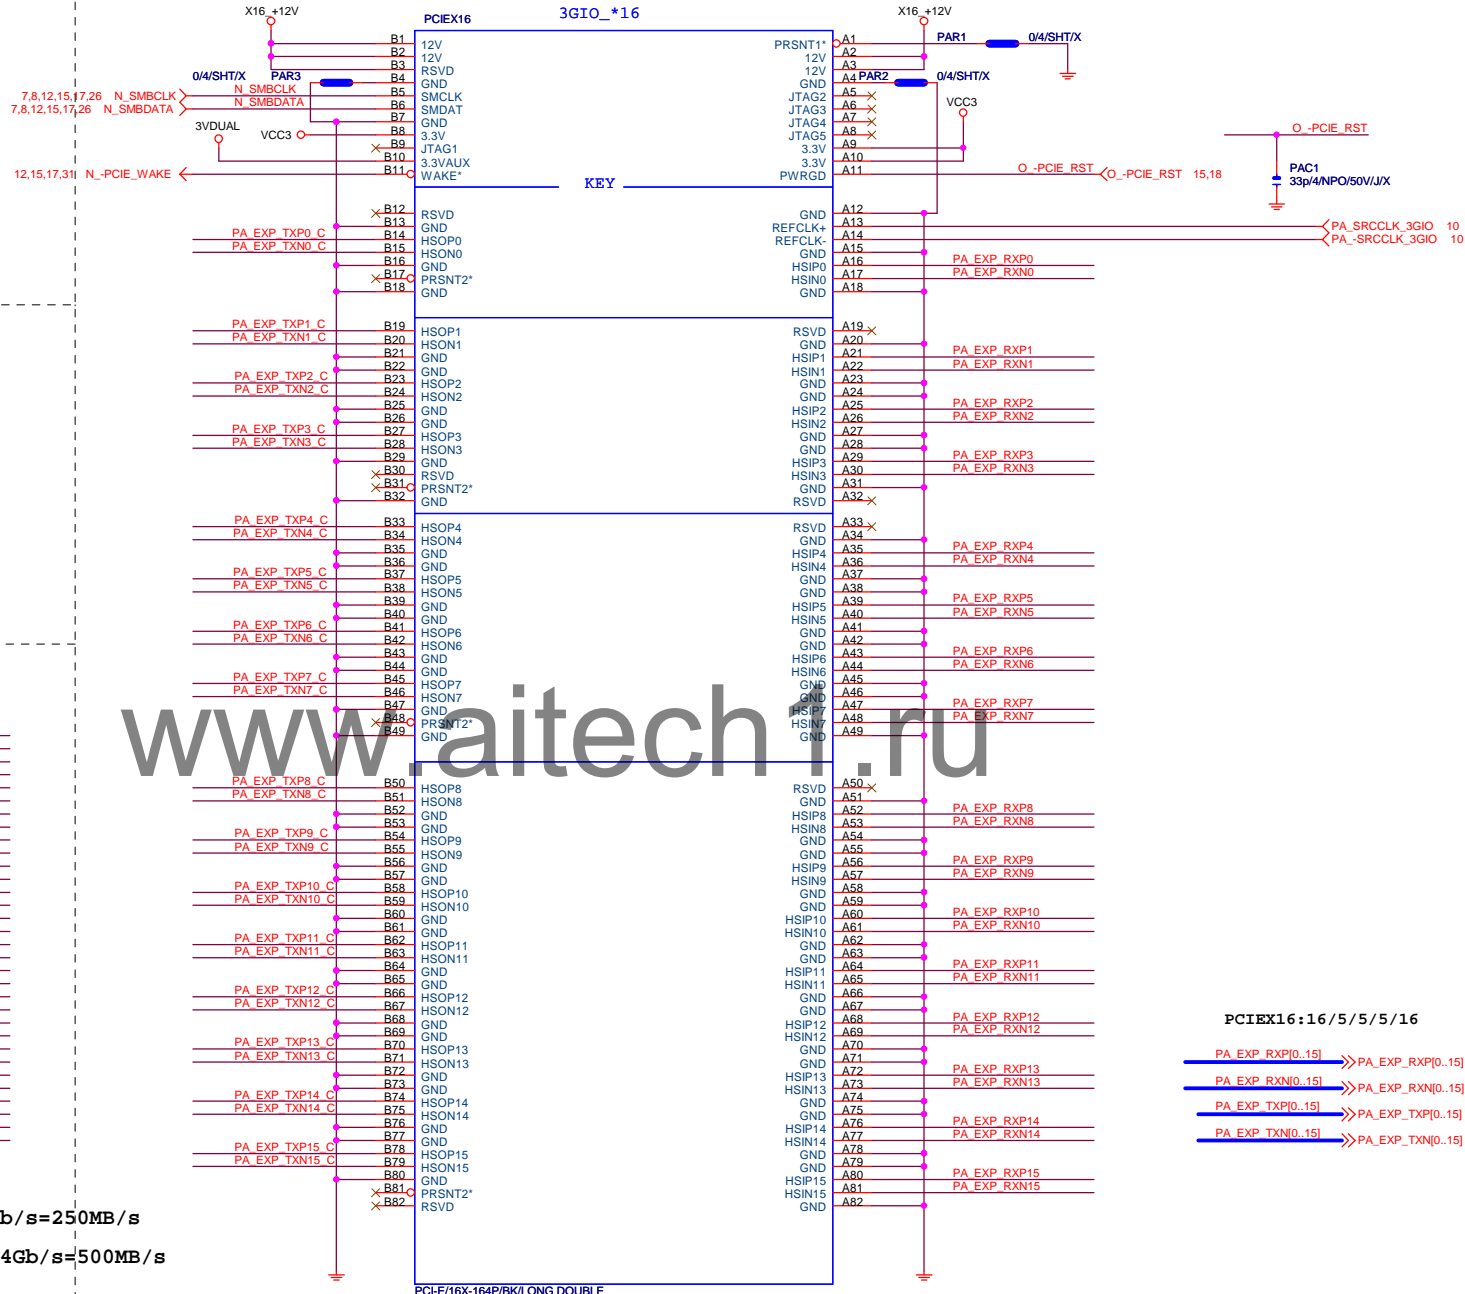 X16_+12V
PCIEX16
3GIO_*16
X16_+12V
B1 12V PRSNT1* A1 PAR1 0/4/SHT/X
B2 12V 12V A2
B3 RSVD 12V A3
0/4/SHT/X PAR3 B4 GND GND A4 PAR2 0/4/SHT/X
7,8,12,15,17,26 N_SMBCLK N_SMBCLK B5 SMCLK JTAG2 A5
7,8,12,15,17,26 N_SMBDATA N_SMBDATA B6 SMDAT JTAG3 A6 VCC3
B7 GND JTAG4 A7
3VDUAL VCC3 B8 3.3V JTAG5 A8 O_-PCIE_RST
B9 JTAG1 3.3V A9
B10 3.3VAUX 3.3V A10
12,15,17,31 N_-PCIE_WAKE B11 WAKE* PWRGD A11 O_-PCIE_RST O_-PCIE_RST 15,18
PAC1
33p/4/NPO/50V/J/X
KEY
B12 RSVD GND A12
B13 GND REFCLK+ A13 PA_SRCCLK_3GIO 10
PA_EXP_TXP0_C B14 HSOP0 REFCLK- A14 PA_-SRCCLK_3GIO 10
PA_EXP_TXN0_C B15 HSON0 GND A15
B16 GND HSIP0 A16 PA_EXP_RXP0
B17 PRSNT2* HSIN0 A17 PA_EXP_RXN0
B18 GND GND A18
PA_EXP_TXP1_C B19 HSOP1 RSVD A19
PA_EXP_TXN1_C B20 HSON1 GND A20
B21 GND HSIP1 A21 PA_EXP_RXP1
B22 GND HSIN1 A22 PA_EXP_RXN1
PA_EXP_TXP2_C B23 HSOP2 GND A23
PA_EXP_TXN2_C B24 HSON2 GND A24
B25 GND HSIP2 A25 PA_EXP_RXP2
B26 GND HSIN2 A26 PA_EXP_RXN2
PA_EXP_TXP3_C B27 HSOP3 GND A27
PA_EXP_TXN3_C B28 HSON3 GND A28
B29 GND HSIP3 A29 PA_EXP_RXP3
B30 RSVD HSIN3 A30 PA_EXP_RXN3
B31 PRSNT2* GND A31
B32 GND RSVD A32
PA_EXP_TXP4_C B33 HSOP4 RSVD A33
PA_EXP_TXN4_C B34 HSON4 GND A34
B35 GND HSIP4 A35 PA_EXP_RXP4
B36 GND HSIN4 A36 PA_EXP_RXN4
PA_EXP_TXP5_C B37 HSOP5 GND A37
PA_EXP_TXN5_C B38 HSON5 GND A38
B39 GND HSIP5 A39 PA_EXP_RXP5
B40 GND HSIN5 A40 PA_EXP_RXN5
PA_EXP_TXP6_C B41 HSOP6 GND A41
PA_EXP_TXN6_C B42 HSON6 GND A42
B43 GND HSIP6 A43 PA_EXP_RXP6
B44 GND HSIN6 A44 PA_EXP_RXN6
PA_EXP_TXP7_C B45 HSOP7 GND A45
PA_EXP_TXN7_C B46 HSON7 GND A46
B47 GND HSIP7 A47 PA_EXP_RXP7
B48 PRSNT2* HSIN7 A48 PA_EXP_RXN7
B49 GND GND A49
www.aitech1.ru
PA_EXP_TXP8_C B50 HSOP8 RSVD A50
PA_EXP_TXN8_C B51 HSON8 GND A51
B52 GND HSIP8 A52 PA_EXP_RXP8
B53 GND HSIN8 A53 PA_EXP_RXN8
PA_EXP_TXP9_C B54 HSOP9 GND A54
PA_EXP_TXN9_C B55 HSON9 GND A55
B56 GND HSIP9 A56 PA_EXP_RXP9
B57 GND HSIN9 A57 PA_EXP_RXN9
PA_EXP_TXP10_C B58 HSOP10 GND A58
PA_EXP_TXN10_C B59 HSON10 GND A59
B60 GND HSIP10 A60 PA_EXP_RXP10
B61 GND HSIN10 A61 PA_EXP_RXN10
PA_EXP_TXP11_C B62 HSOP11 GND A62
PA_EXP_TXN11_C B63 HSON11 GND A63
B64 GND HSIP11 A64 PA_EXP_RXP11
B65 GND HSIN11 A65 PA_EXP_RXN11
PA_EXP_TXP12_C B66 HSOP12 GND A66
PA_EXP_TXN12_C B67 HSON12 GND A67
B68 GND HSIP12 A68 PA_EXP_RXP12
B69 GND HSIN12 A69 PA_EXP_RXN12
PA_EXP_TXP13_C B70 HSOP13 GND A70
PA_EXP_TXN13_C B71 HSON13 GND A71
B72 GND HSIP13 A72 PA_EXP_RXP13
B73 GND HSIN13 A73 PA_EXP_RXN13
PA_EXP_TXP14_C B74 HSOP14 GND A74
PA_EXP_TXN14_C B75 HSON14 GND A75
B76 GND HSIP14 A76 PA_EXP_RXP14
B77 GND HSIN14 A77 PA_EXP_RXN14
PA_EXP_TXP15_C B78 HSOP15 GND A78
PA_EXP_TXN15_C B79 HSON15 GND A79
B80 GND HSIP15 A80 PA_EXP_RXP15
B81 PRSNT2* HSIN15 A81 PA_EXP_RXN15
B82 RSVD GND A82
PCIEX16:16/5/5/5/16
PA_EXP_RXP[0..15] PA_EXP_RXP[0..15]
PA_EXP_RXN[0..15] PA_EXP_RXN[0..15]
PA_EXP_TXP[0..15] PA_EXP_TXP[0..15]
PA_EXP_TXN[0..15] PA_EXP_TXN[0..15]
b/s=250MB/s
4Gb/s=500MB/s
PCI-E/16X-164P/BK/LONG DOUBLE